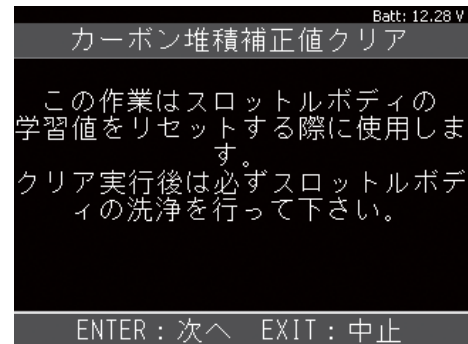 Batt: 12.28 V
カーボン堆積補正値クリア
この作業はスロットルボディの
学習値をリセットする際に使用しま
す。
クリア実行後は必ずスロットルボデ
ィの洗浄を行って下さい。
ENTER：次へ EXIT：中止